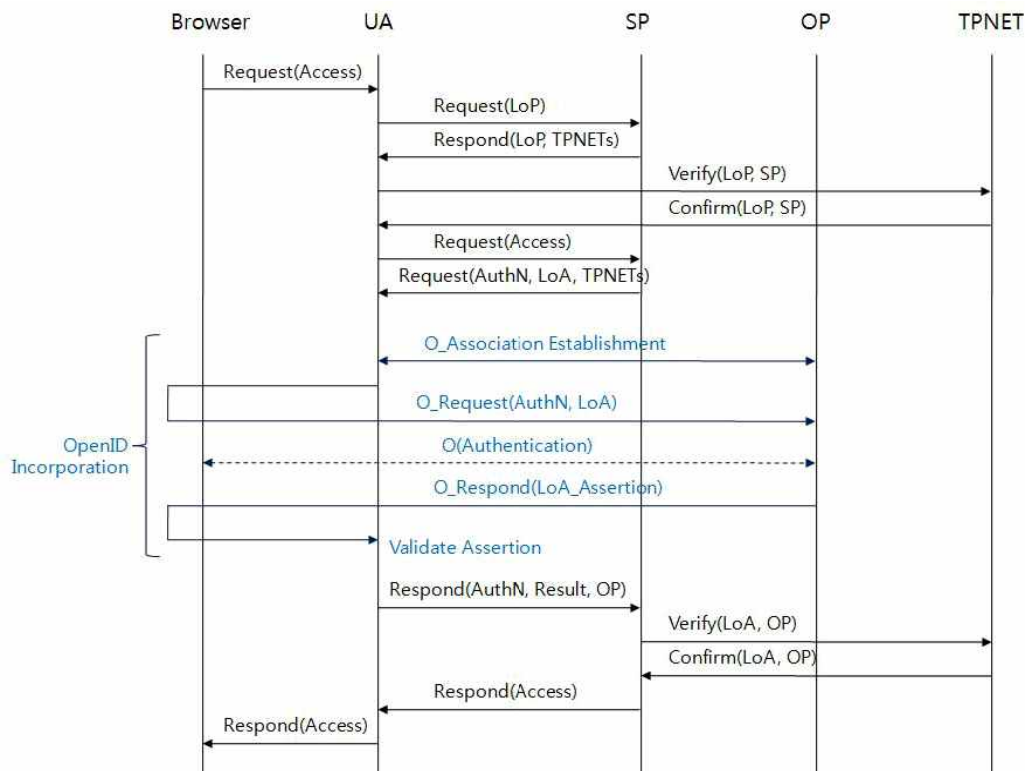 Browser UA SP OP TPNET
Request(Access)
Request(LoP)
Respond(LoP, TPNETs)
Verify(LoP, SP)
Confirm(LoP, SP)
Request(Access)
Request(AuthN, LoA, TPNETs)
O_Association Establishment
O_Request(AuthN, LoA)
OpenID
Incorporation
O(Authentication)
O_Respond(LoA_Assertion)
Validate Assertion
Respond(AuthN, Result, OP)
Verify(LoA, OP)
Confirm(LoA, OP)
Respond(Access)
Respond(Access)